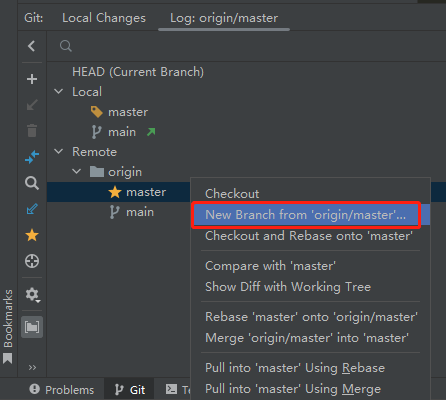 Git: Local Changes Log: origin/master
HEAD (Current Branch)
Local
master
main
Remote
origin
master
main
Checkout
New Branch from 'origin/master'...
Checkout and Rebase onto 'master'
Compare with 'master'
Show Diff with Working Tree
Rebase 'master' onto 'origin/master'
Merge 'origin/master' into 'master'
Pull into 'master' Using Rebase
Pull into 'master' Using Merge
Bookmarks
Problems Git Te